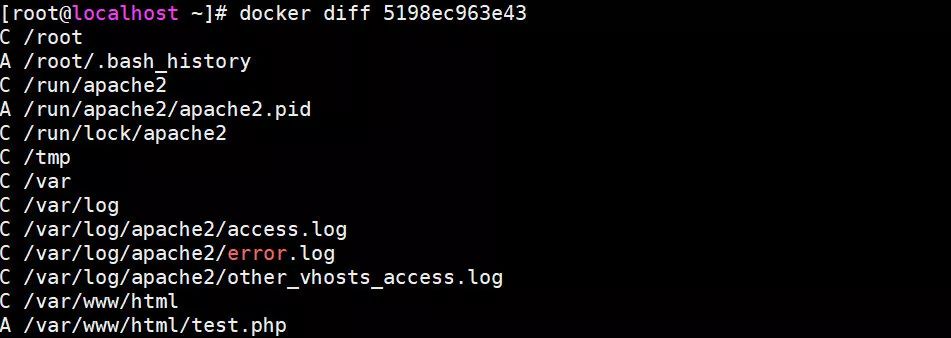 [root@localhost ~]# docker diff 5198ec963e43
C /root
A /root/.bash_history
C /run/apache2
A /run/apache2/apache2.pid
C /run/lock/apache2
C /tmp
C /var
C /var/log
C /var/log/apache2/access.log
C /var/log/apache2/error.log
C /var/log/apache2/other_vhosts_access.log
C /var/www/html
A /var/www/html/test.php